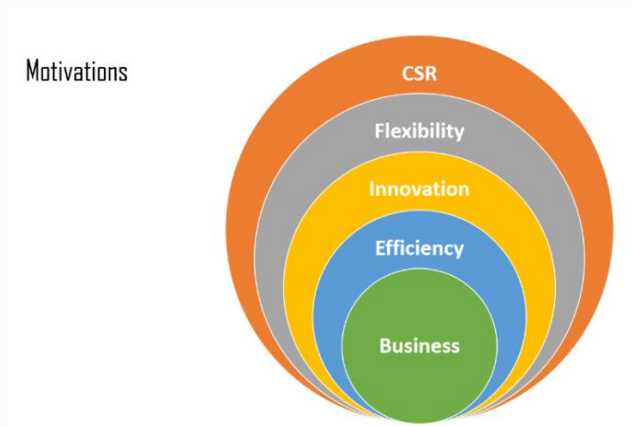 Motivations
CSR
Flexibility
Innovation
Efficiency
Business